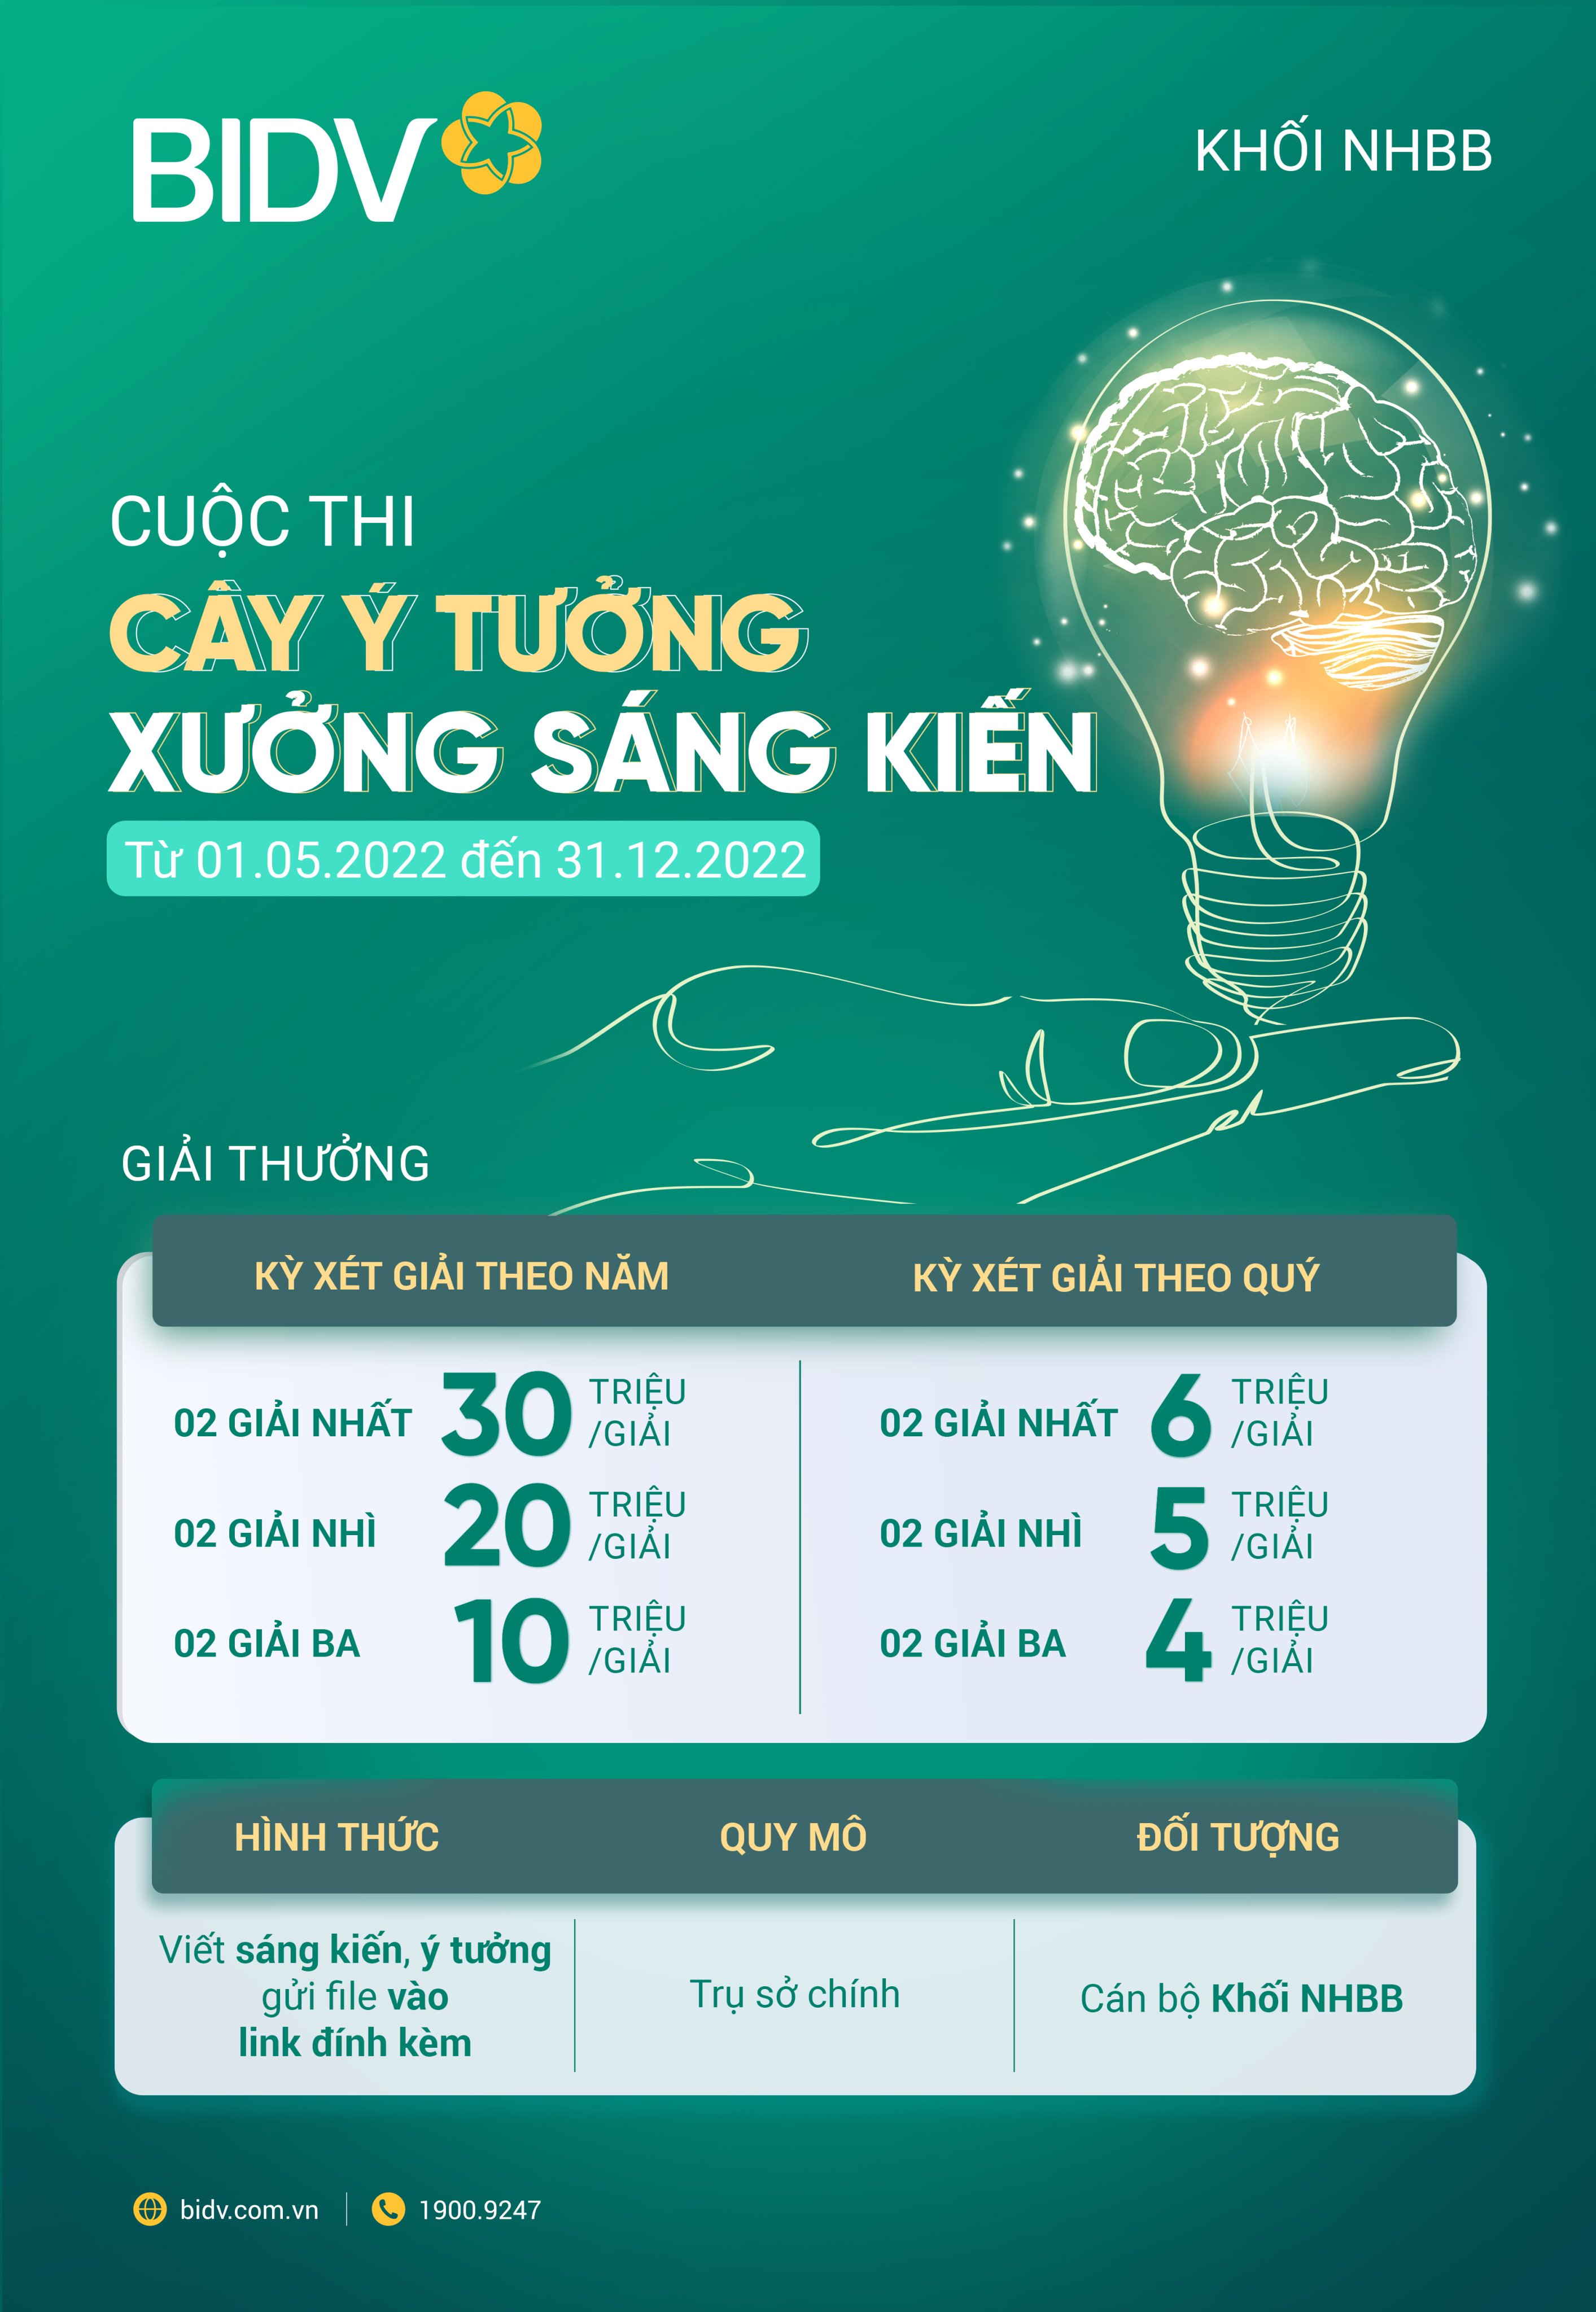 BIDV
KHỐI NHBB
CUỘC THI
CÂY Ý TƯỞNG
XƯỞNG SÁNG KIẾN
Từ 01.05.2022 đến 31.12.2022
GIẢI THƯỞNG
KỲ XÉT GIẢI THEO NĂM
02 GIẢI NHẤT 30 TRIỆU
/GIẢI
02 GIẢI NHÌ 20 TRIỆU
/GIẢI
02 GIẢI BA 10 TRIỆU
/GIẢI
KỲ XÉT GIẢI THEO QUÝ
02 GIẢI NHẤT 6 TRIỆU
/GIẢI
02 GIẢI NHÌ 5 TRIỆU
/GIẢI
02 GIẢI BA 4 TRIỆU
/GIẢI
HÌNH THỨC
Viết sáng kiến, ý tưởng
gửi file vào
link đính kèm
QUY MÔ
Trụ sở chính
ĐỐI TƯỢNG
Cán bộ Khối NHBB
bidv.com.vn
1900.9247